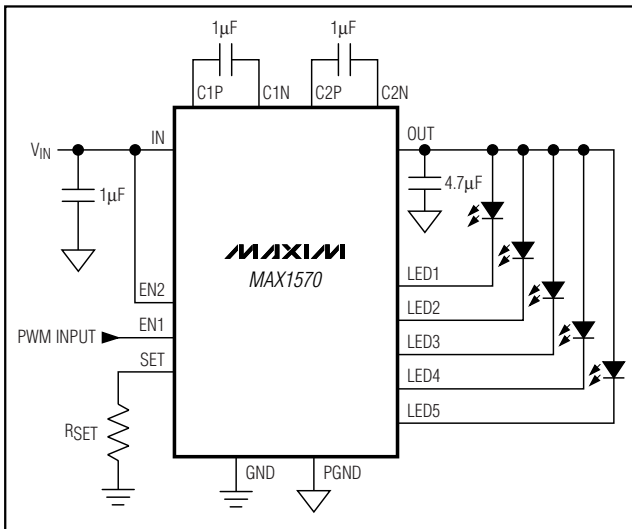 1µF
1µF
C1P
C1N
C2P
C2N
VIN
IN
OUT
1µF
4.7µF
MAXIM
MAX1570
LED1
EN2
LED2
PWM INPUT
EN1
LED3
SET
LED4
LED5
RSET
GND
PGND